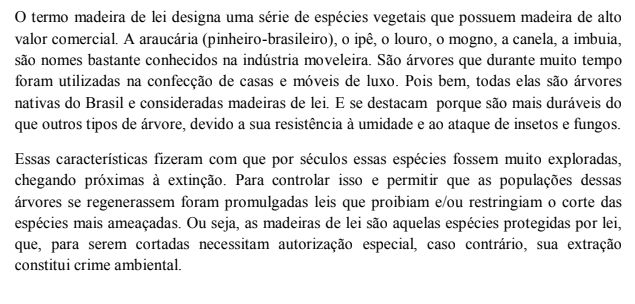 O termo madeira de lei designa uma série de espécies vegetais que possuem madeira de alto
valor comercial. A araucária (pinheiro-brasileiro), o ipê, o louro, o mogno, a canela, a imbuia,
são nomes bastante conhecidos na indústria moveleira. São árvores que durante muito tempo
foram utilizadas na confecção de casas e móveis de luxo. Pois bem, todas elas são árvores
nativas do Brasil e consideradas madeiras de lei. E se destacam porque são mais duráveis do
que outros tipos de árvore, devido a sua resistência à umidade e ao ataque de insetos e fungos.
Essas características fizeram com que por séculos essas espécies fossem muito exploradas,
chegando próximas à extinção. Para controlar isso e permitir que as populações dessas
árvores se regenerassem foram promulgadas leis que proibiam e/ou restringiam o corte das
espécies mais ameaçadas. Ou seja, as madeiras de lei são aquelas espécies protegidas por lei,
que, para serem cortadas necessitam autorização especial, caso contrário, sua extração
constitui crime ambiental.